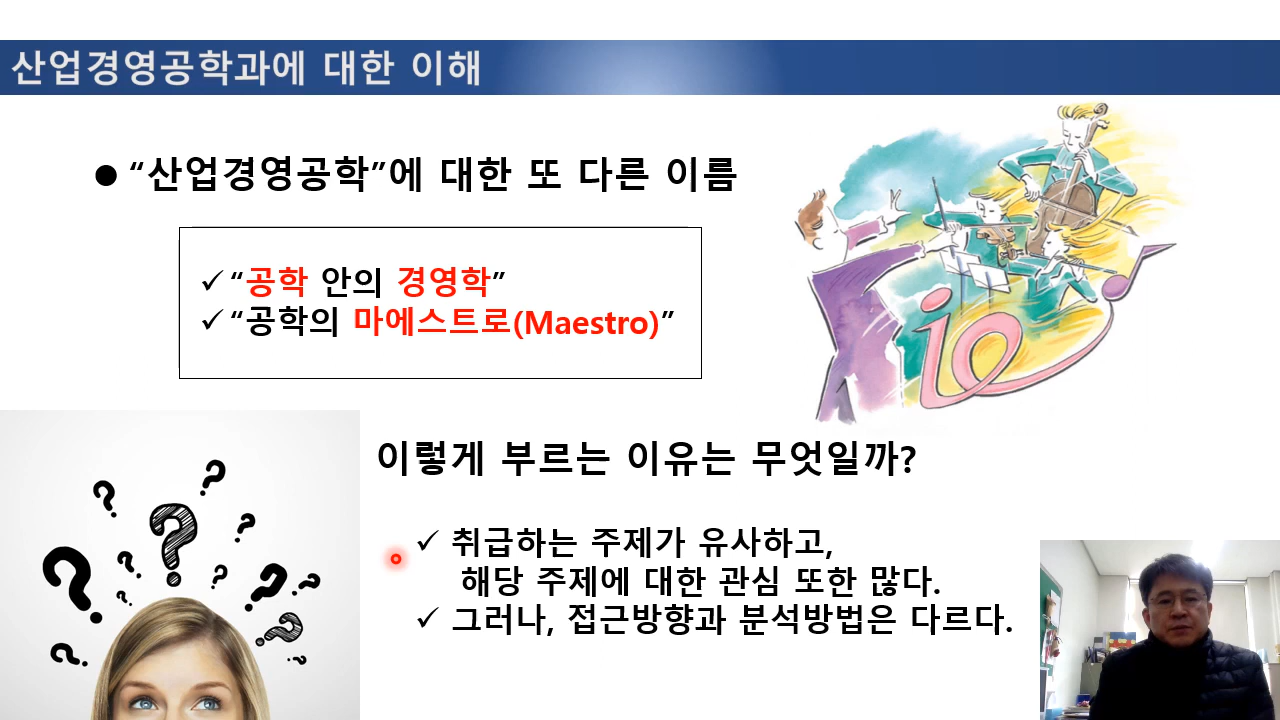 산업경영공학과에 대한 이해
● “산업경영공학”에 대한 또 다른 이름
✓ “공학 안의 경영학”
✓ “공학의 마에스트로(Maestro)”
io
이렇게 부르는 이유는 무엇일까?
✓ 취급하는 주제가 유사하고,
해당 주제에 대한 관심 또한 많다.
✓ 그러나, 접근방향과 분석방법은 다르다.